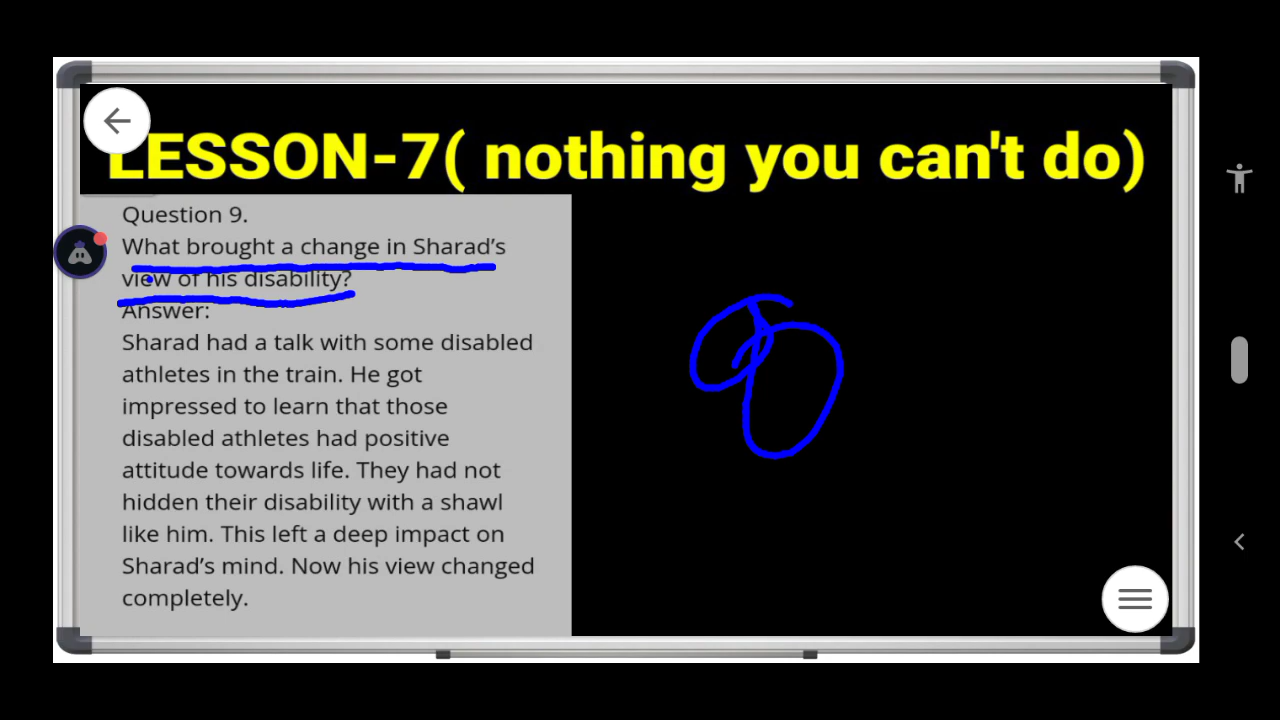 LESSON-7( nothing you can't do)
Question 9.
What brought a change in Sharad’s
view of his disability?
Answer:
Sharad had a talk with some disabled
athletes in the train. He got
impressed to learn that those
disabled athletes had positive
attitude towards life. They had not
hidden their disability with a shawl
like him. This left a deep impact on
Sharad’s mind. Now his view changed
completely.